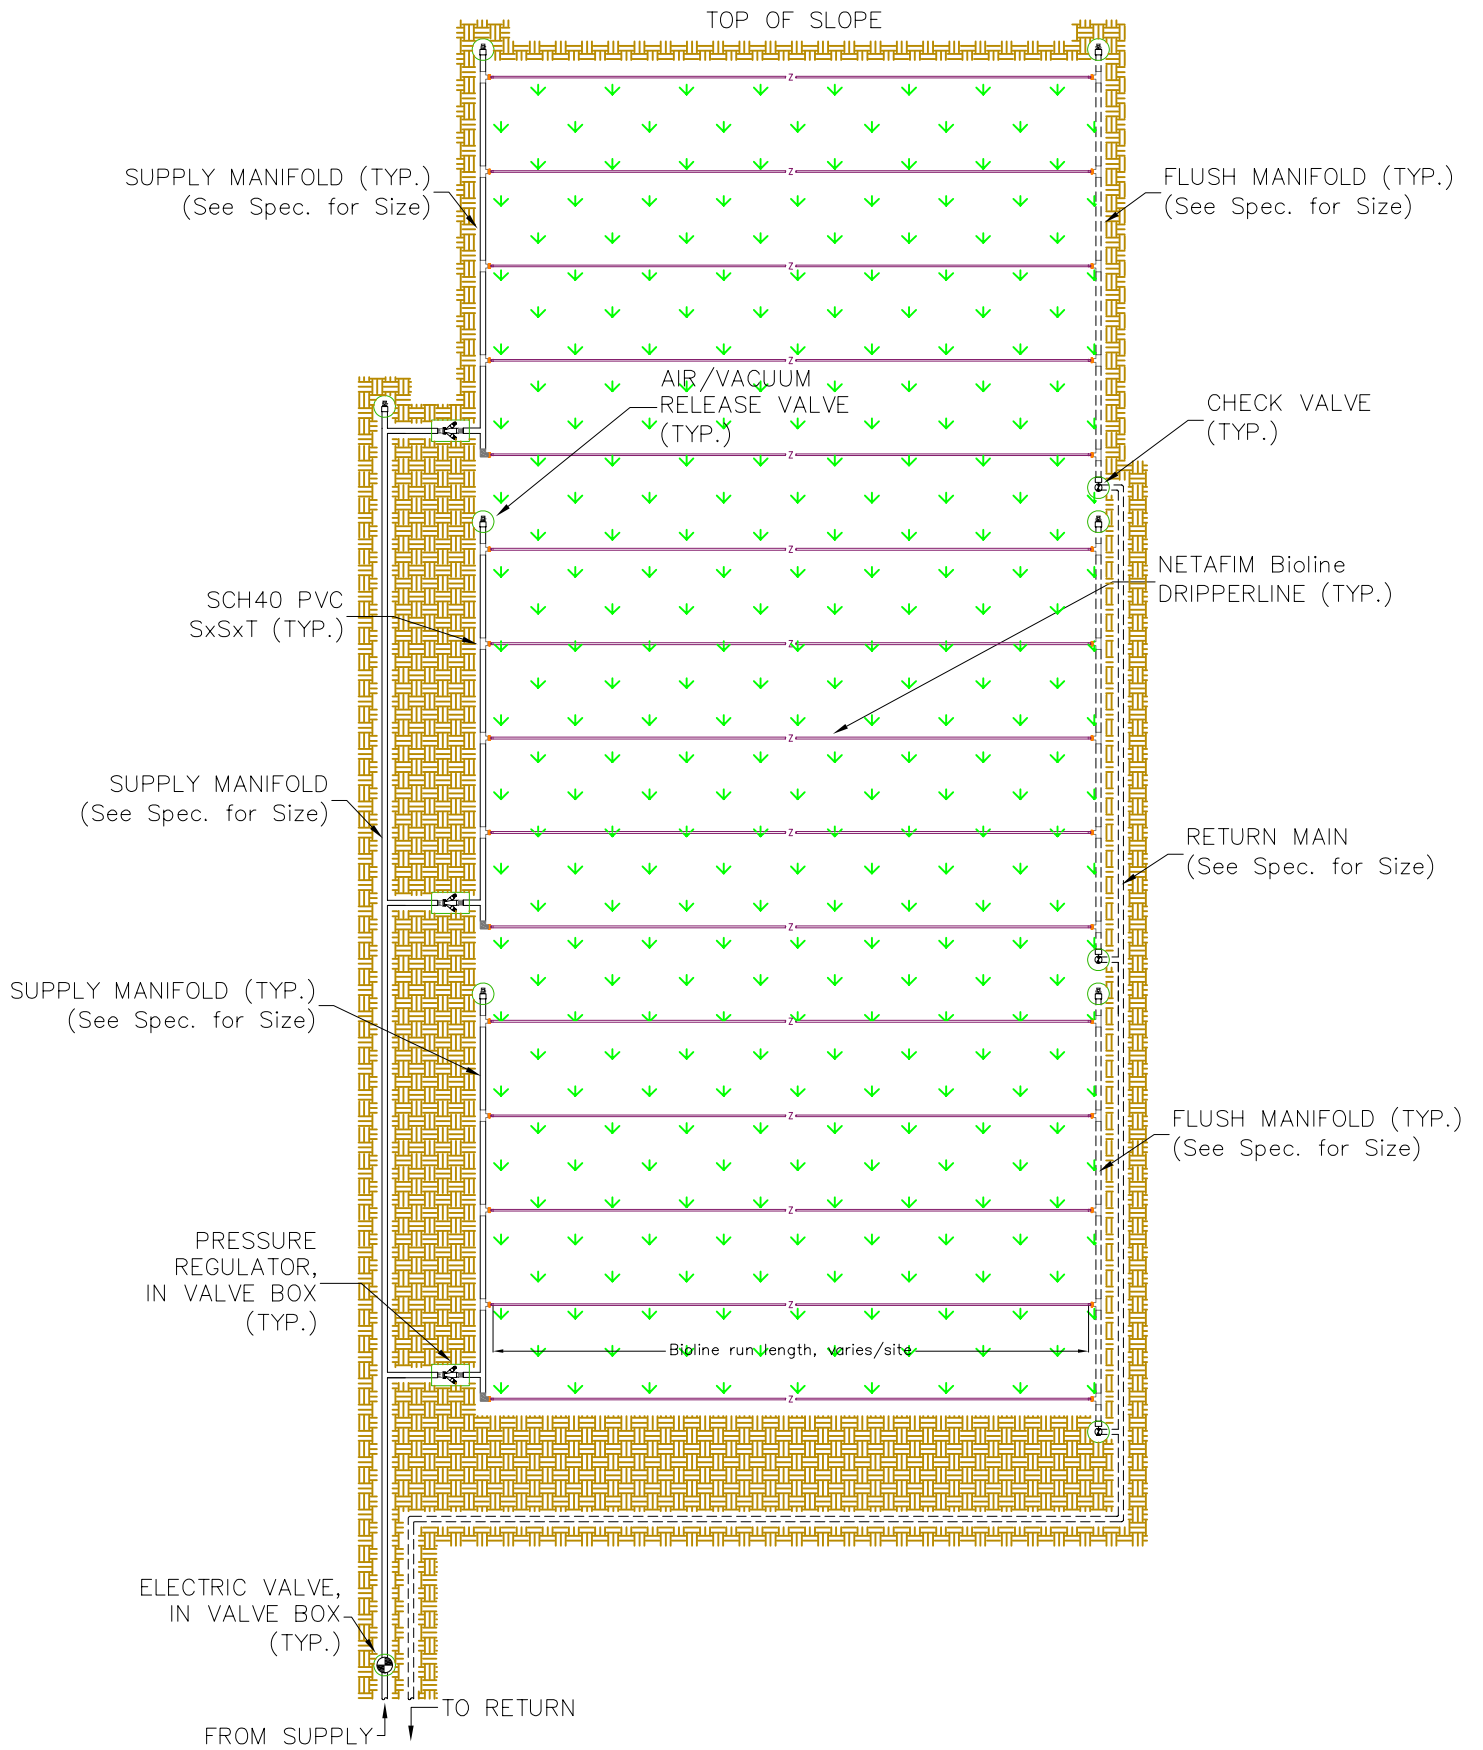 TOP OF SLOPE
SUPPLY MANIFOLD (TYP.)
(See Spec. for Size)
FLUSH MANIFOLD (TYP.)
(See Spec. for Size)
AIR/VACUUM
RELEASE VALVE
(TYP.)
CHECK VALVE
(TYP.)
NETAFIM Bioline
DRIPPERLINE (TYP.)
SCH40 PVC
SxSxT (TYP.)
SUPPLY MANIFOLD
(See Spec. for Size)
RETURN MAIN
(See Spec. for Size)
SUPPLY MANIFOLD (TYP.)
(See Spec. for Size)
FLUSH MANIFOLD (TYP.)
(See Spec. for Size)
PRESSURE
REGULATOR,
IN VALVE BOX
(TYP.)
Bioline run length, varies/site
ELECTRIC VALVE,
IN VALVE BOX
(TYP.)
TO RETURN
FROM SUPPLY